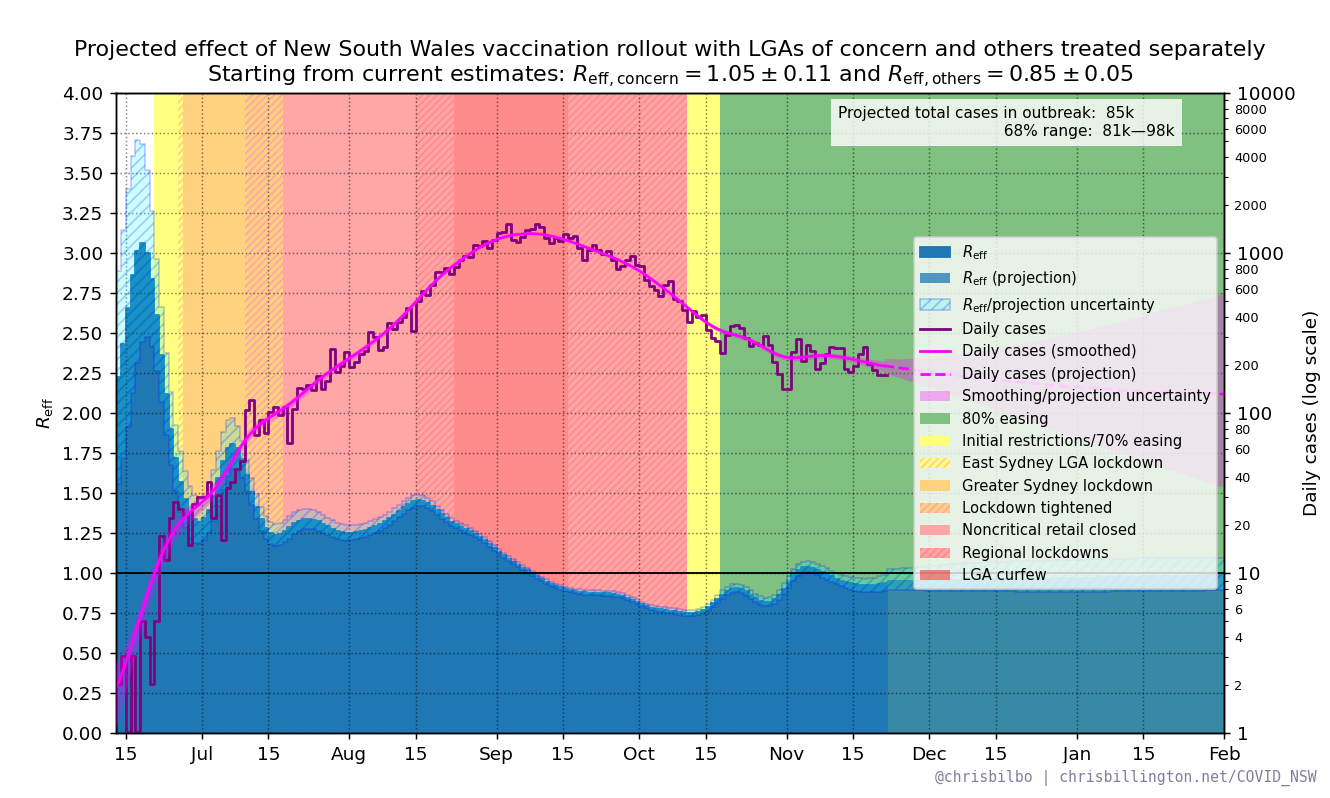 Projected effect of New South Wales vaccination rollout with LGAs of concern and others treated separately
Starting from current estimates: R_eff, concern = 1.05 ± 0.11 and R_eff, others = 0.85 ± 0.05
Projected total cases in outbreak: 85k
68% range: 81k—98k
R_eff
4.00
3.75
3.50
3.25
3.00
2.75
2.50
2.25
2.00
1.75
1.50
1.25
1.00
0.75
0.50
0.25
0.00
R_eff
R_eff (projection)
R_eff/projection uncertainty
Daily cases
Daily cases (smoothed)
Daily cases (projection)
Smoothing/projection uncertainty
80% easing
Initial restrictions/70% easing
East Sydney LGA lockdown
Greater Sydney lockdown
Lockdown tightened
Noncritical retail closed
Regional lockdowns
LGA curfew
10000
8000
6000
4000
2000
1000
800
600
400
200
100
80
60
40
20
10
8
6
4
2
1
Daily cases (log scale)
15 Jul 15 Aug 15 Sep 15 Oct 15 Nov 15 Dec 15 Jan 15 Feb
@chrisbilbo | chrisbillington.net/COVID_NSW